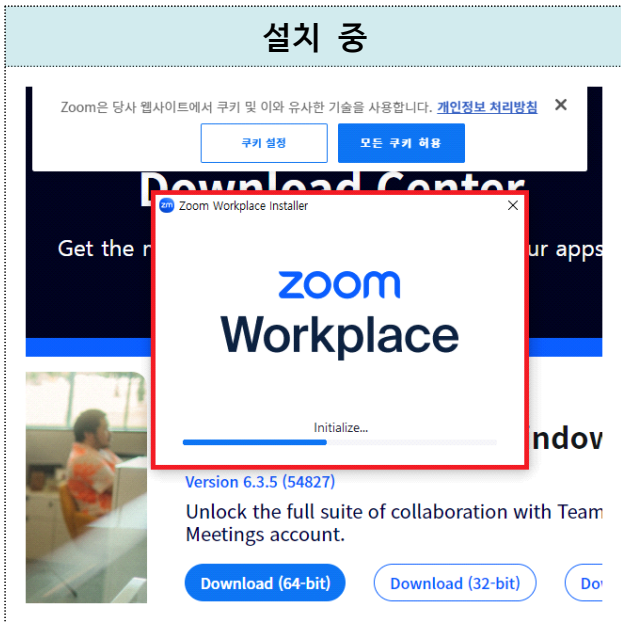 설치 중
Zoom은 당사 웹사이트에서 쿠키 및 이와 유사한 기술을 사용합니다. 개인정보 처리방침
쿠키 설정
모든 쿠키 허용
Download Center
zm Zoom Workplace Installer
Get the
ur apps
zoom
Workplace
Initialize...
Version 6.3.5 (54827)
Unlock the full suite of collaboration with Team
Meetings account.
Download (64-bit)
Download (32-bit)